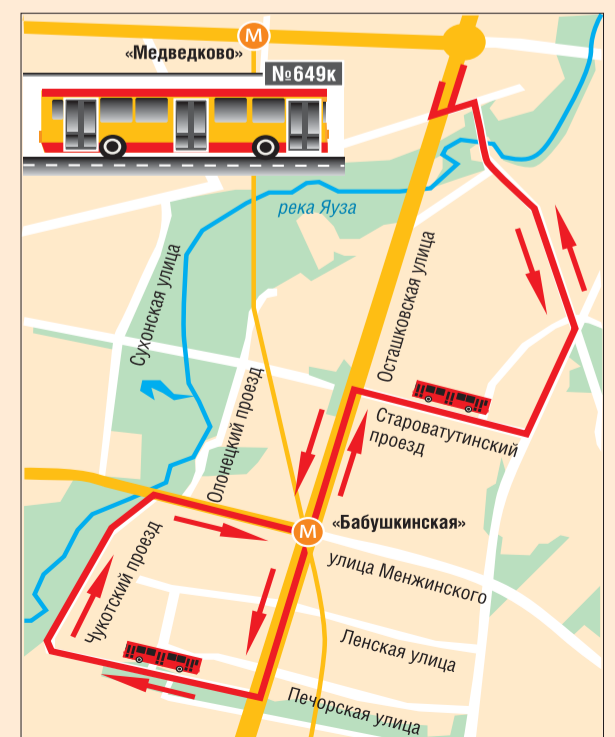 М
«Медведково»
№649к
река Яуза
Сухонская улица
Осташковская улица
Олонецкий проезд
Староватутинский
проезд
М
«Бабушкинская»
улица Менжинского
Чукотский проезд
Ленская улица
Печорская улица